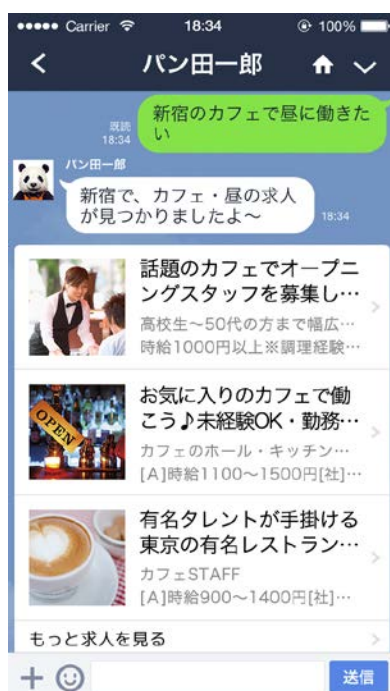 Carrier 18:34 100%
パン田一郎
新宿のカフェで昼に働きた
い
既読
18:34
パン田一郎
新宿で、カフェ・昼の求人
が見つかりましたよ〜
18:34
話題のカフェでオープニ
ングスタッフを募集し…
高校生〜50代の方まで幅広…
時給1000円以上※調理経験…
OPEN
お気に入りのカフェで働
こう♪未経験OK・勤務…
カフェのホール・キッチン…
[A]時給1100〜1500円[社]…
有名タレントが手掛ける
東京の有名レストラン…
カフェSTAFF
[A]時給900〜1400円[社]…
もっと求人を見る
送信